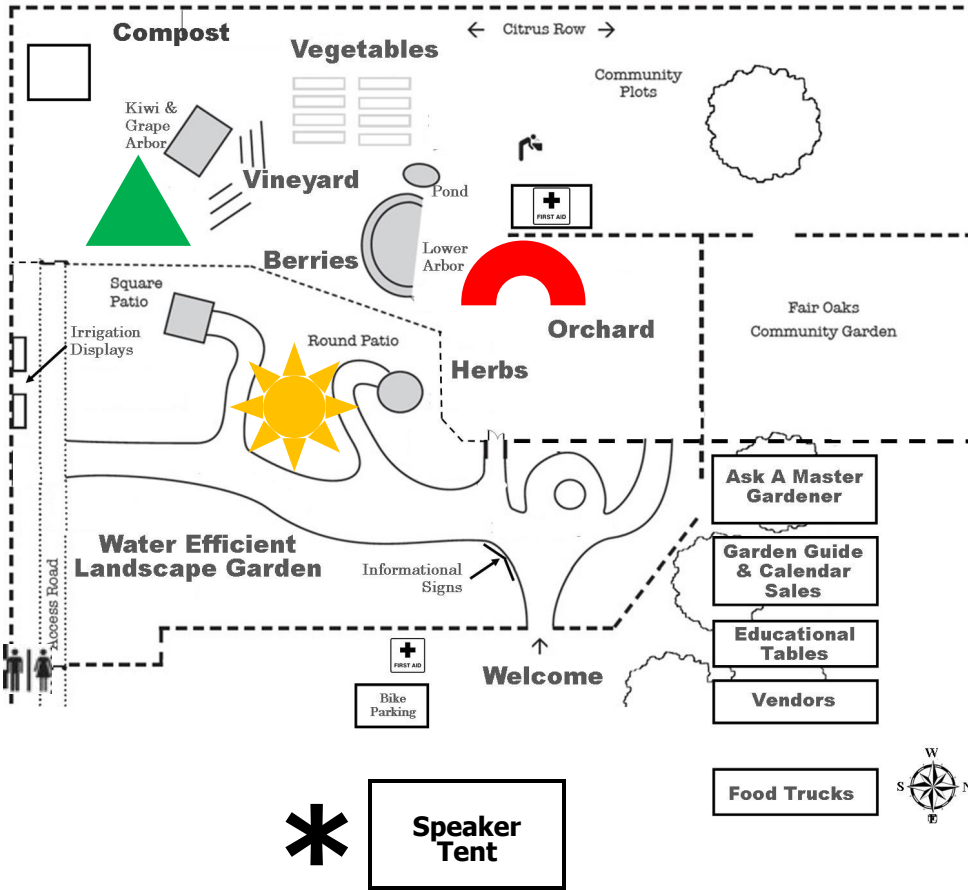 Compost
Vegetables
← Citrus Row →
Community
Plots
Kiwi &
Grape
Arbor
Vineyard
Pond
FIRST AID
Berries
Lower
Arbor
Square
Patio
Orchard
Fair Oaks
Community Garden
Irrigation
Displays
Round Patio
Herbs
Ask A Master
Gardener
Water Efficient
Landscape Garden
Informational
Signs
Garden Guide
& Calendar
Sales
Access Road
Educational
Tables
FIRST AID
Welcome
Bike
Parking
Vendors
W
S
N
E
Food Trucks
Speaker
Tent